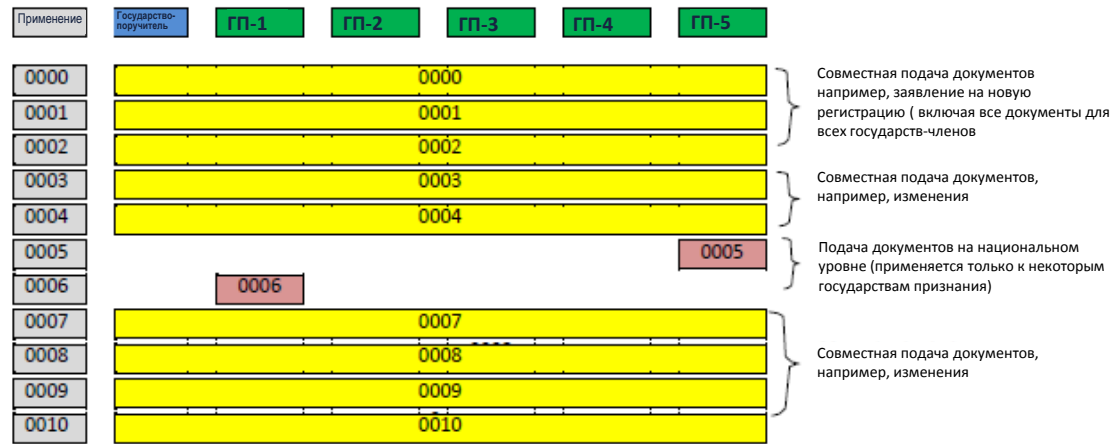 Применение Государство- ГП-1 ГП-2 ГП-3 ГП-4 ГП-5
поручитель
0000 0000 Совместная подача документов
например, заявление на новую
0001 0001 регистрацию ( включая все документы для
всех государств-членов
0002 0002
0003 0003 Совместная подача документов,
например, изменения
0004 0004
0005 0005 Подача документов на национальном
уровне (применяется только к некоторым
0006 0006 государствам признания)
0007 0007
0008 0008 Совместная подача документов,
например, изменения
0009 0009
0010 0010